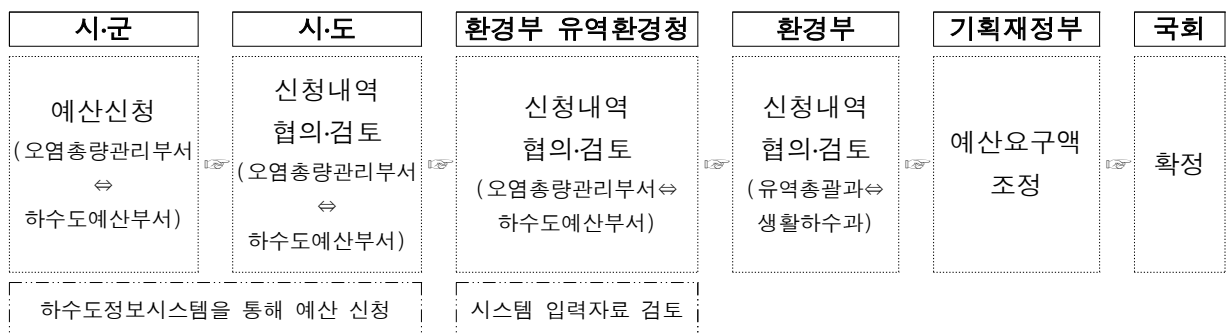 시·군
시·도
환경부 유역환경청
환경부
기획재정부
국회
예산신청
(오염총량관리부서
⇔
하수도예산부서)
☞
신청내역
협의·검토
(오염총량관리부서
⇔
하수도예산부서)
☞
신청내역
협의·검토
(오염총량관리부서⇔
하수도예산부서)
☞
신청내역
협의·검토
(유역총괄과⇔
생활하수과)
☞
예산요구액
조정
☞
확정
하수도정보시스템을 통해 예산 신청
시스템 입력자료 검토